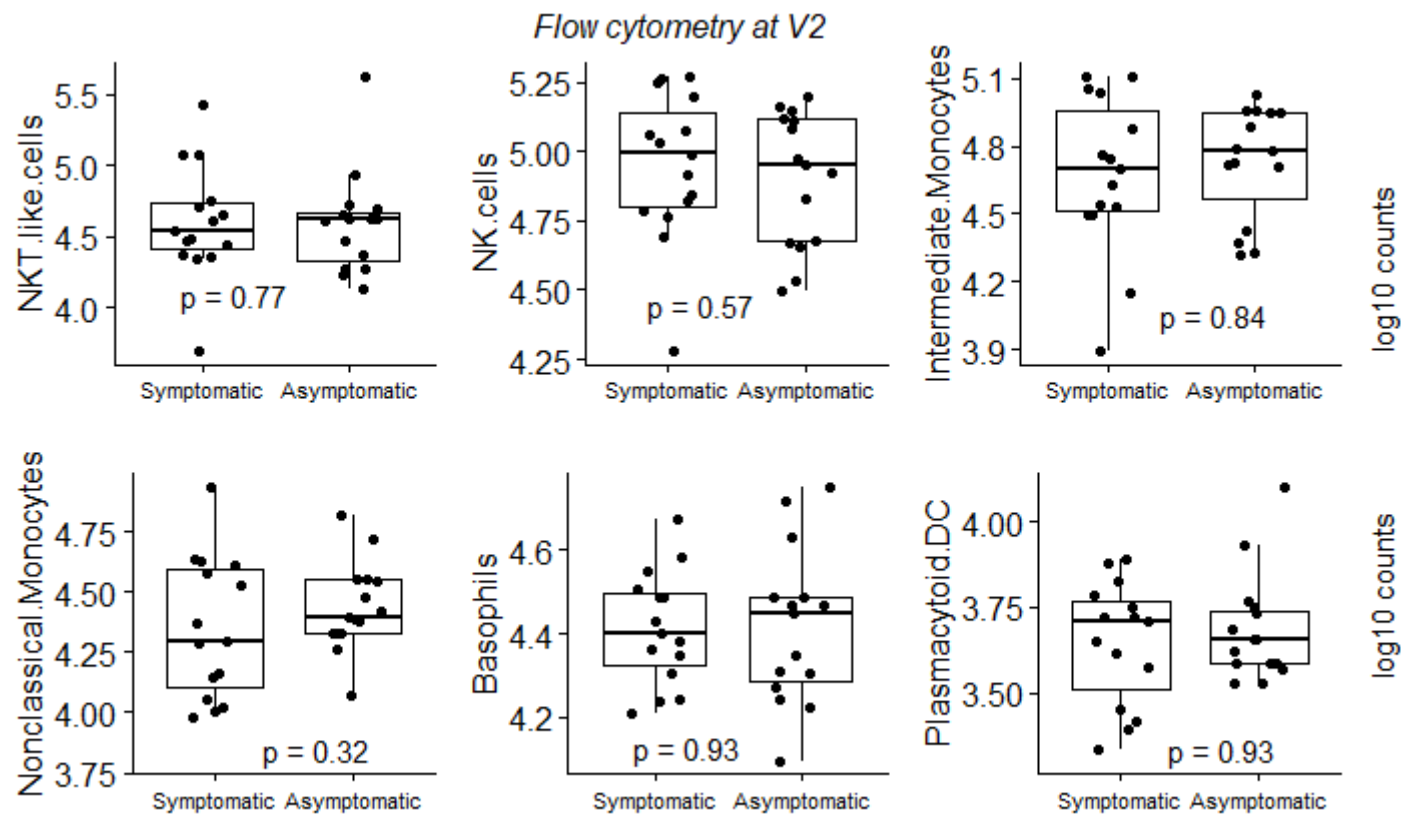 Flow cytometry at V2
NKT.like.cells
5.5
5.0
4.5
4.0
p = 0.77
Symptomatic Asymptomatic
NK.cells
5.25
5.00
4.75
4.50
4.25
p = 0.57
Symptomatic Asymptomatic
Intermediate.Monocytes
5.1
4.8
4.5
4.2
3.9
p = 0.84
Symptomatic Asymptomatic
log10 counts
Nonclassical.Monocytes
4.75
4.50
4.25
4.00
3.75
p = 0.32
Symptomatic Asymptomatic
Basophils
4.6
4.4
4.2
p = 0.93
Symptomatic Asymptomatic
Plasmacytoid.DC
4.00
3.75
3.50
p = 0.93
Symptomatic Asymptomatic
log10 counts